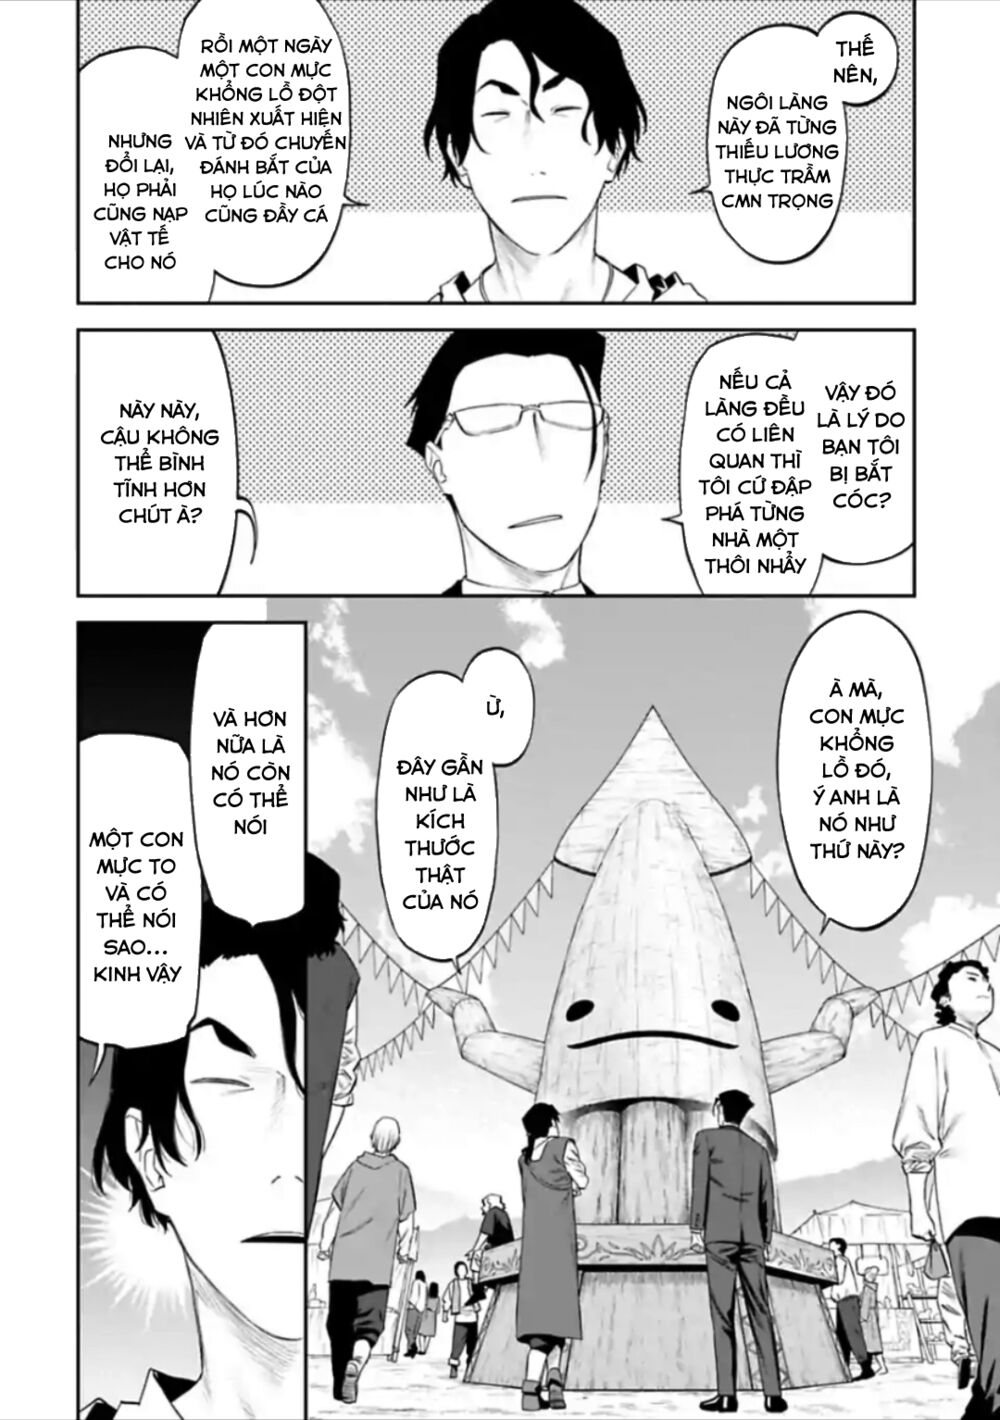 THẾ
NÊN,
NGÔI LÀNG
NÀY ĐÃ TỪNG
THIẾU LƯƠNG
THỰC TRẦM
CMN TRỌNG
RỒI MỘT NGÀY
MỘT CON MỰC
KHỔNG LỒ ĐỘT
NHIÊN XUẤT HIỆN
VÀ TỪ ĐÓ CHUYẾN
ĐÁNH BẮT CỦA
HỌ LÚC NÀO
CŨNG ĐẦY CÁ
NHƯNG
ĐỔI LẠI,
HỌ PHẢI
CŨNG NẠP
VẬT TẾ
CHO NÓ
VẬY ĐÓ
LÀ LÝ DO
BẠN TÔI
BỊ BẮT
CÓC?
NẾU CẢ
LÀNG ĐỀU
CÓ LIÊN
QUAN THÌ
TÔI CỨ ĐẬP
PHÁ TỪNG
NHÀ MỘT
THÔI NHẨY
NÀY NÀY,
CẬU KHÔNG
THỂ BÌNH
TĨNH HƠN
CHÚT À?
À MÀ,
CON MỰC
KHỔNG
LỒ ĐÓ,
Ý ANH LÀ
NÓ NHƯ
THỨ NÀY?
Ừ,
ĐÂY GẦN
NHƯ LÀ
KÍCH
THƯỚC
THẬT
CỦA NÓ
VÀ HƠN
NỮA LÀ
NÓ CÒN
CÓ THỂ
NÓI
MỘT CON
MỰC TO
VÀ CÓ
THỂ NÓI
SAO...
KINH VẬY